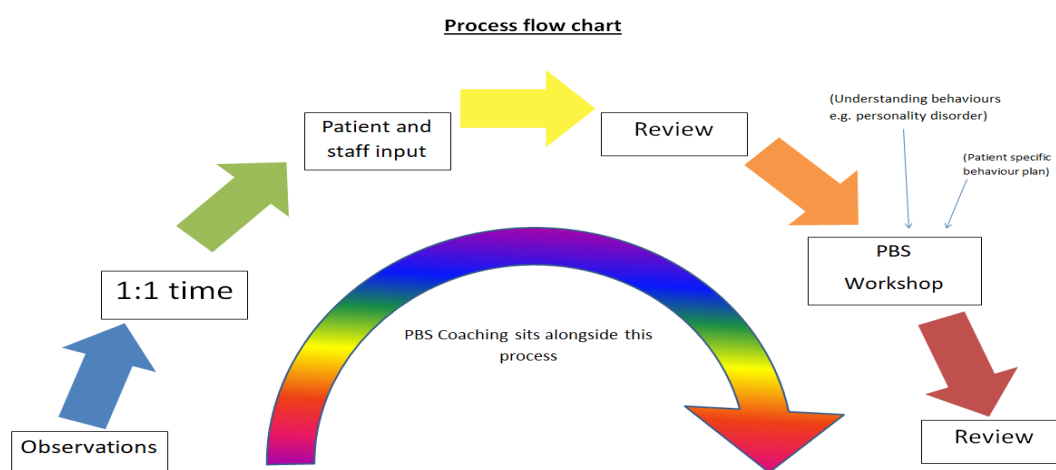 Process flow chart
(Understanding behaviours
e.g. personality disorder)
Patient and
staff input
Review
(Patient specific
behaviour plan)
PBS
Workshop
1:1 time
PBS Coaching sits alongside this
process
Observations
Review